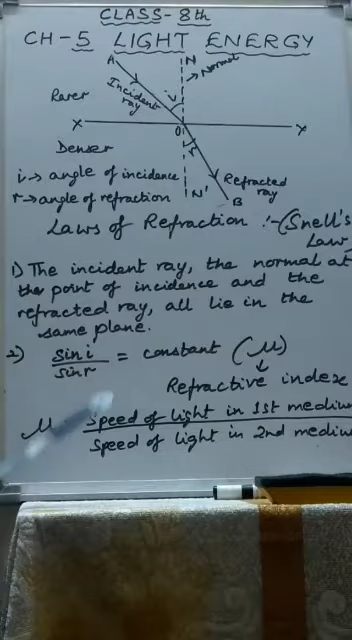 CLASS-8th
CH-5 LIGHT ENERGY
A
N
→ Normal
Incident
ray
i
Rarer
X
O
X
Denser
r
i → angle of incidence
r → angle of refraction
N'
Refracted
ray
B
Laws of Refraction :- (Snell's
Law
1) The incident ray, the normal at
the point of incidence and the
refracted ray, all lie in the
same plane.
2) sin i / sin r = constant (μ)
↓
Refractive index
μ Speed of light in 1st medium
Speed of light in 2nd medium